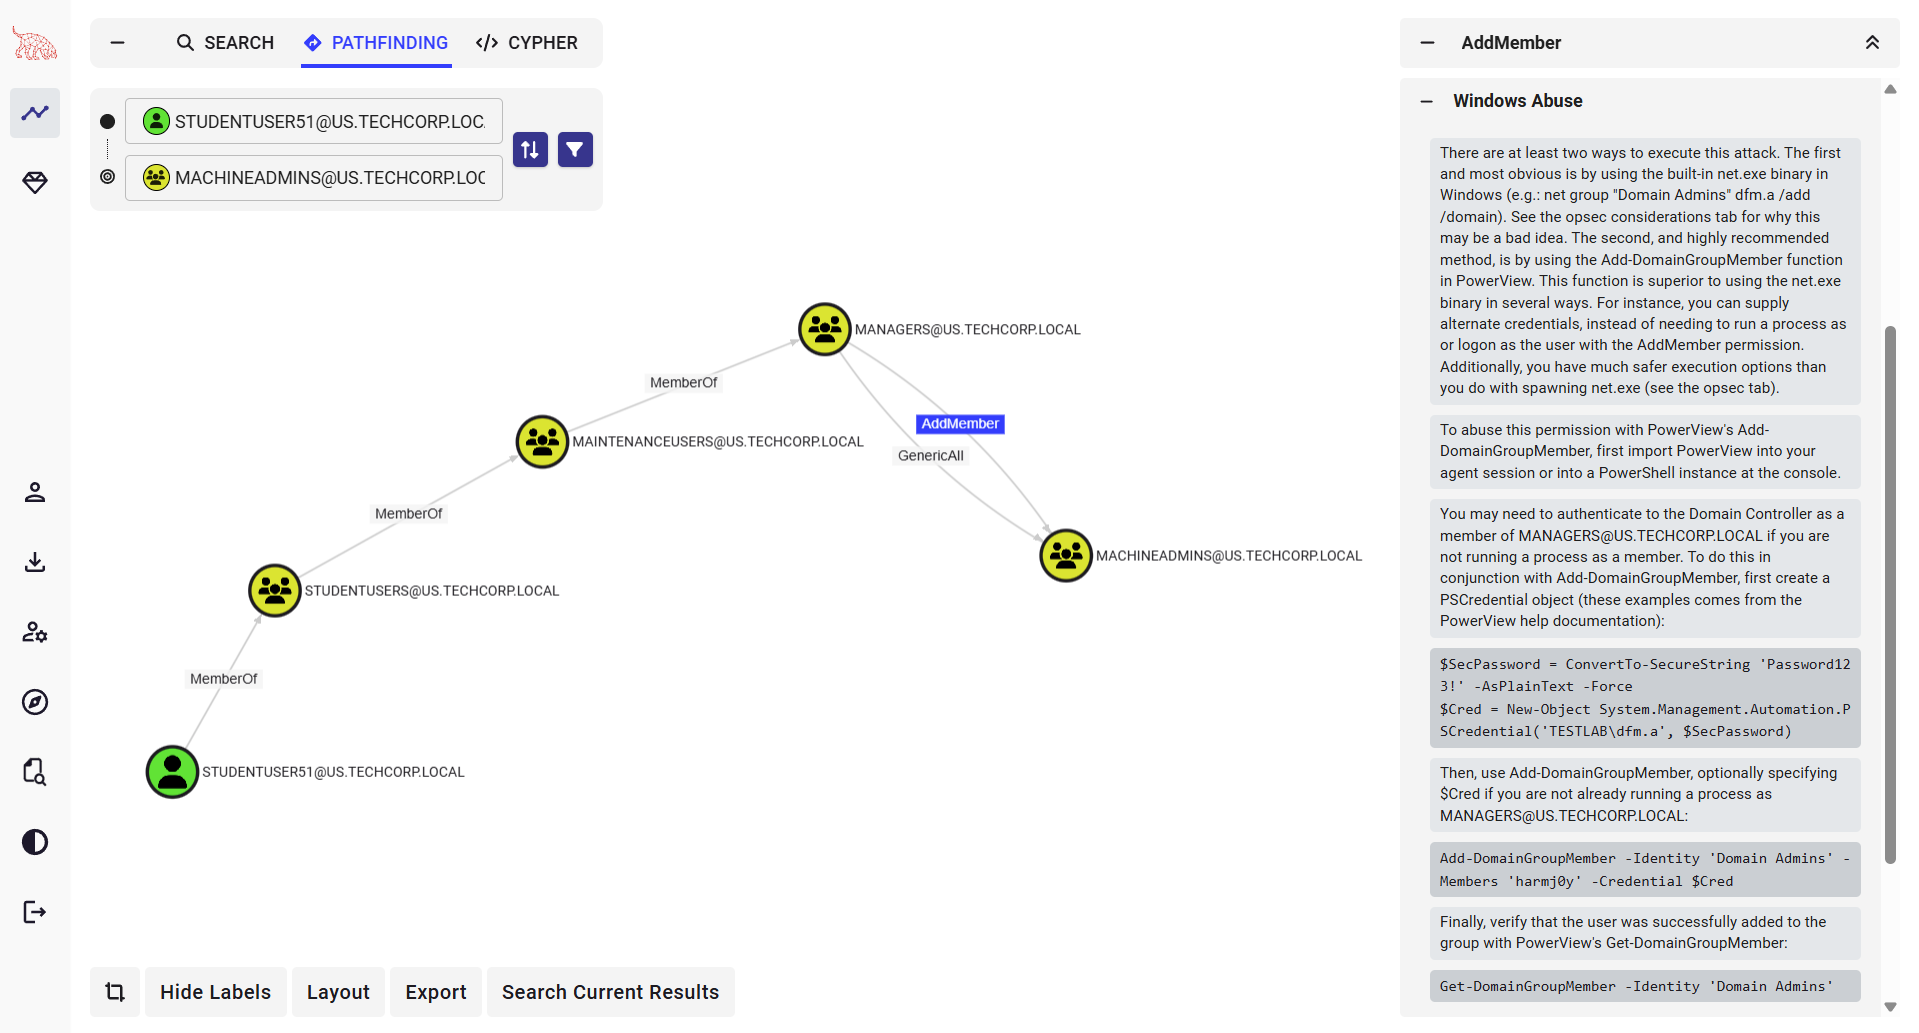 SEARCH
PATHFINDING
CYPHER
STUDENTUSER51@US.TECHCORP.LOC
MACHINEADMINS@US.TECHCORP.LOC
MANAGERS@US.TECHCORP.LOCAL
MemberOf
AddMember
MAINTENANCEUSERS@US.TECHCORP.LOCAL
GenericAll
MemberOf
MACHINEADMINS@US.TECHCORP.LOCAL
STUDENTUSERS@US.TECHCORP.LOCAL
MemberOf
STUDENTUSER51@US.TECHCORP.LOCAL
Hide Labels
Layout
Export
Search Current Results
AddMember
Windows Abuse
There are at least two ways to execute this attack. The first
and most obvious is by using the built-in net.exe binary in
Windows (e.g.: net group "Domain Admins" dfm.a /add
/domain). See the opsec considerations tab for why this
may be a bad idea. The second, and highly recommended
method, is by using the Add-DomainGroupMember function
in PowerView. This function is superior to using the net.exe
binary in several ways. For instance, you can supply
alternate credentials, instead of needing to run a process as
or logon as the user with the AddMember permission.
Additionally, you have much safer execution options than
you do with spawning net.exe (see the opsec tab).
To abuse this permission with PowerView's Add-
DomainGroupMember, first import PowerView into your
agent session or into a PowerShell instance at the console.
You may need to authenticate to the Domain Controller as a
member of MANAGERS@US.TECHCORP.LOCAL if you are
not running a process as a member. To do this in
conjunction with Add-DomainGroupMember, first create a
PSCredential object (these examples comes from the
PowerView help documentation):
$SecPassword = ConvertTo-SecureString 'Password12
3!' -AsPlainText -Force
$Cred = New-Object System.Management.Automation.P
SCredential('TESTLAB\dfm.a', $SecPassword)
Then, use Add-DomainGroupMember, optionally specifying
$Cred if you are not already running a process as
MANAGERS@US.TECHCORP.LOCAL:
Add-DomainGroupMember -Identity 'Domain Admins' -
Members 'harmj0y' -Credential $Cred
Finally, verify that the user was successfully added to the
group with PowerView's Get-DomainGroupMember:
Get-DomainGroupMember -Identity 'Domain Admins'